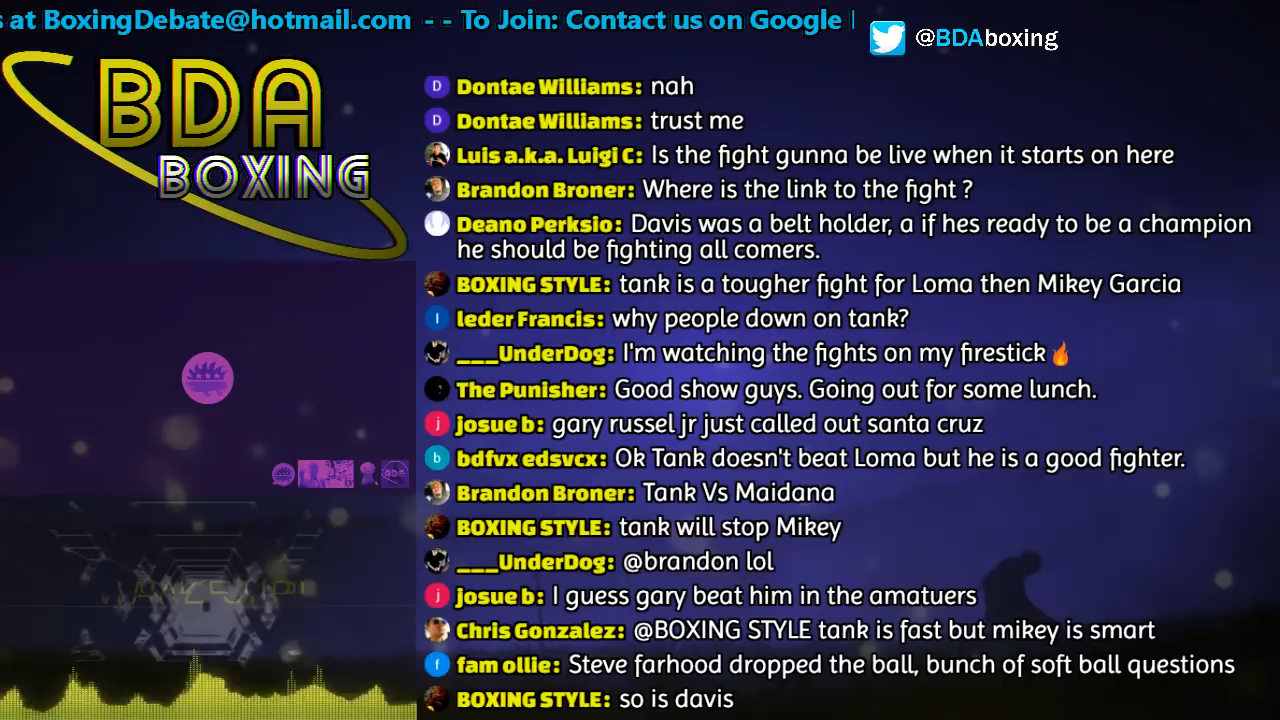 s at BoxingDebate@hotmail.com - - To Join: Contact us on Google
@BDAboxing
BDA
BOXING
Dontae Williams: nah
Dontae Williams: trust me
Luis a.k.a. Luigi C: Is the fight gunna be live when it starts on here
Brandon Broner: Where is the link to the fight ?
Deano Perksio: Davis was a belt holder, a if hes ready to be a champion
he should be fighting all comers.
BOXING STYLE: tank is a tougher fight for Loma then Mikey Garcia
leder Francis: why people down on tank?
___UnderDog: I'm watching the fights on my firestick🔥
The Punisher: Good show guys. Going out for some lunch.
josue b: gary russel jr just called out santa cruz
bdfvx edsvcx: Ok Tank doesn't beat Loma but he is a good fighter.
Brandon Broner: Tank Vs Maidana
BOXING STYLE: tank will stop Mikey
___UnderDog: @brandon lol
josue b: I guess gary beat him in the amatuers
Chris Gonzalez: @BOXING STYLE tank is fast but mikey is smart
fam ollie: Steve farhood dropped the ball, bunch of soft ball questions
BOXING STYLE: so is davis